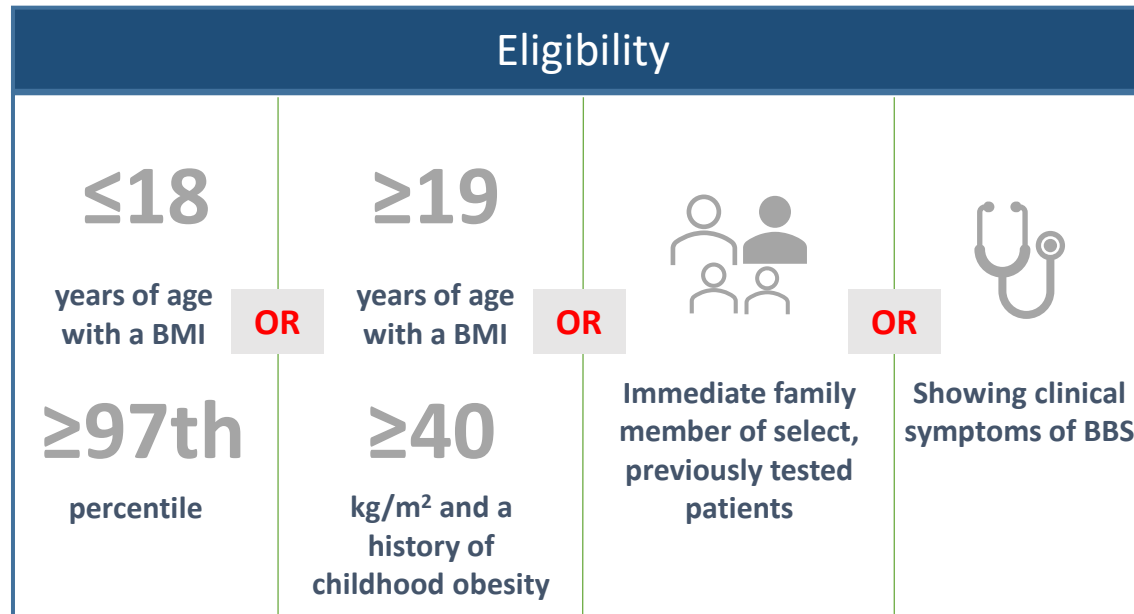 Eligibility
≤18
years of age
with a BMI
≥97th
percentile
OR
≥19
years of age
with a BMI
≥40
kg/m² and a
history of
childhood obesity
OR
Immediate family
member of select,
previously tested
patients
OR
Showing clinical
symptoms of BBS